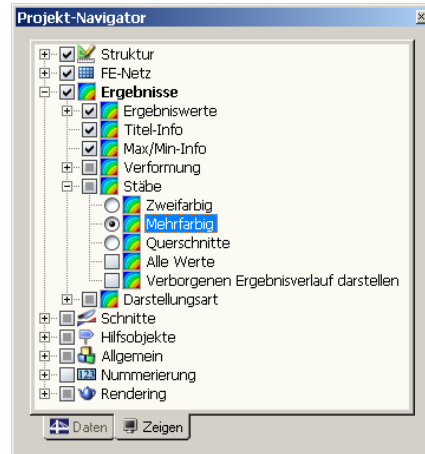 Projekt-Navigator
Struktur
FE-Netz
Ergebnisse
Ergebniswerte
Titel-Info
Max/Min-Info
Verformung
Stäbe
Zweifarbig
Mehrfarbig
Querschnitte
Alle Werte
Verborgenen Ergebnisverlauf darstellen
Darstellungsart
Schnitte
Hilfsobjekte
Allgemein
123 Nummerierung
Rendering
Daten Zeigen